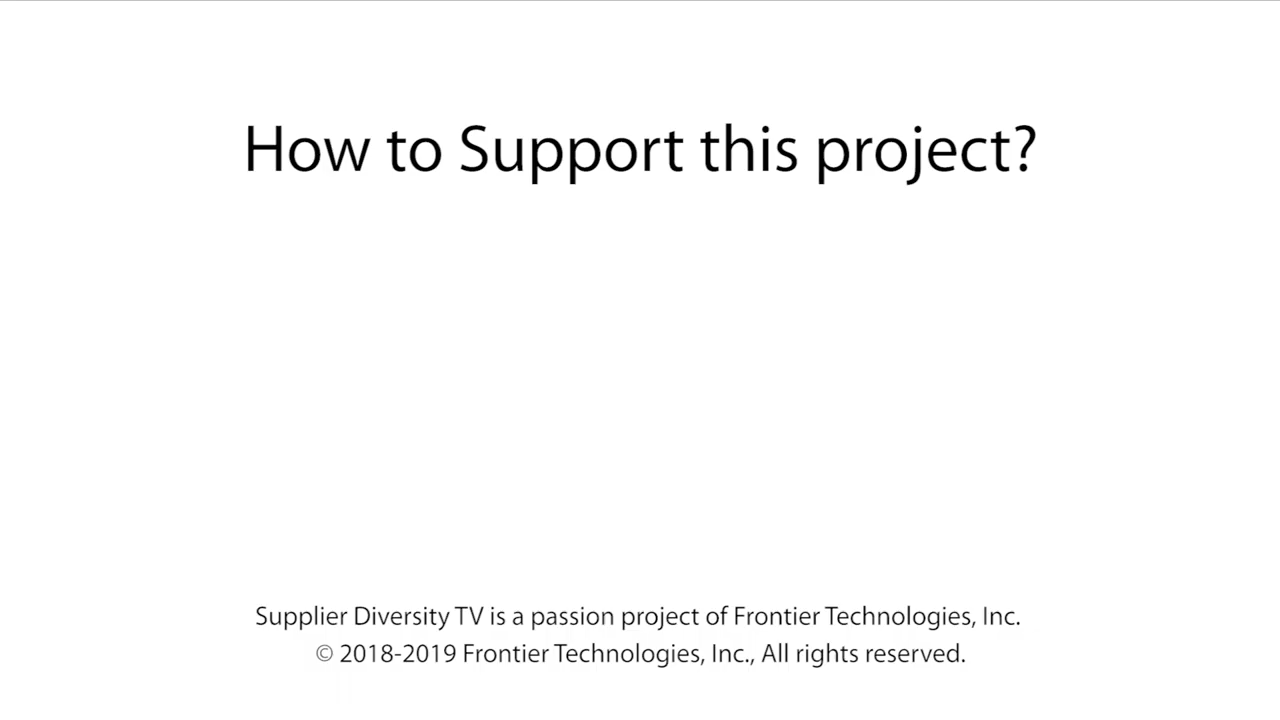 How to Support this project?
Supplier Diversity TV is a passion project of Frontier Technologies, Inc.
© 2018-2019 Frontier Technologies, Inc., All rights reserved.